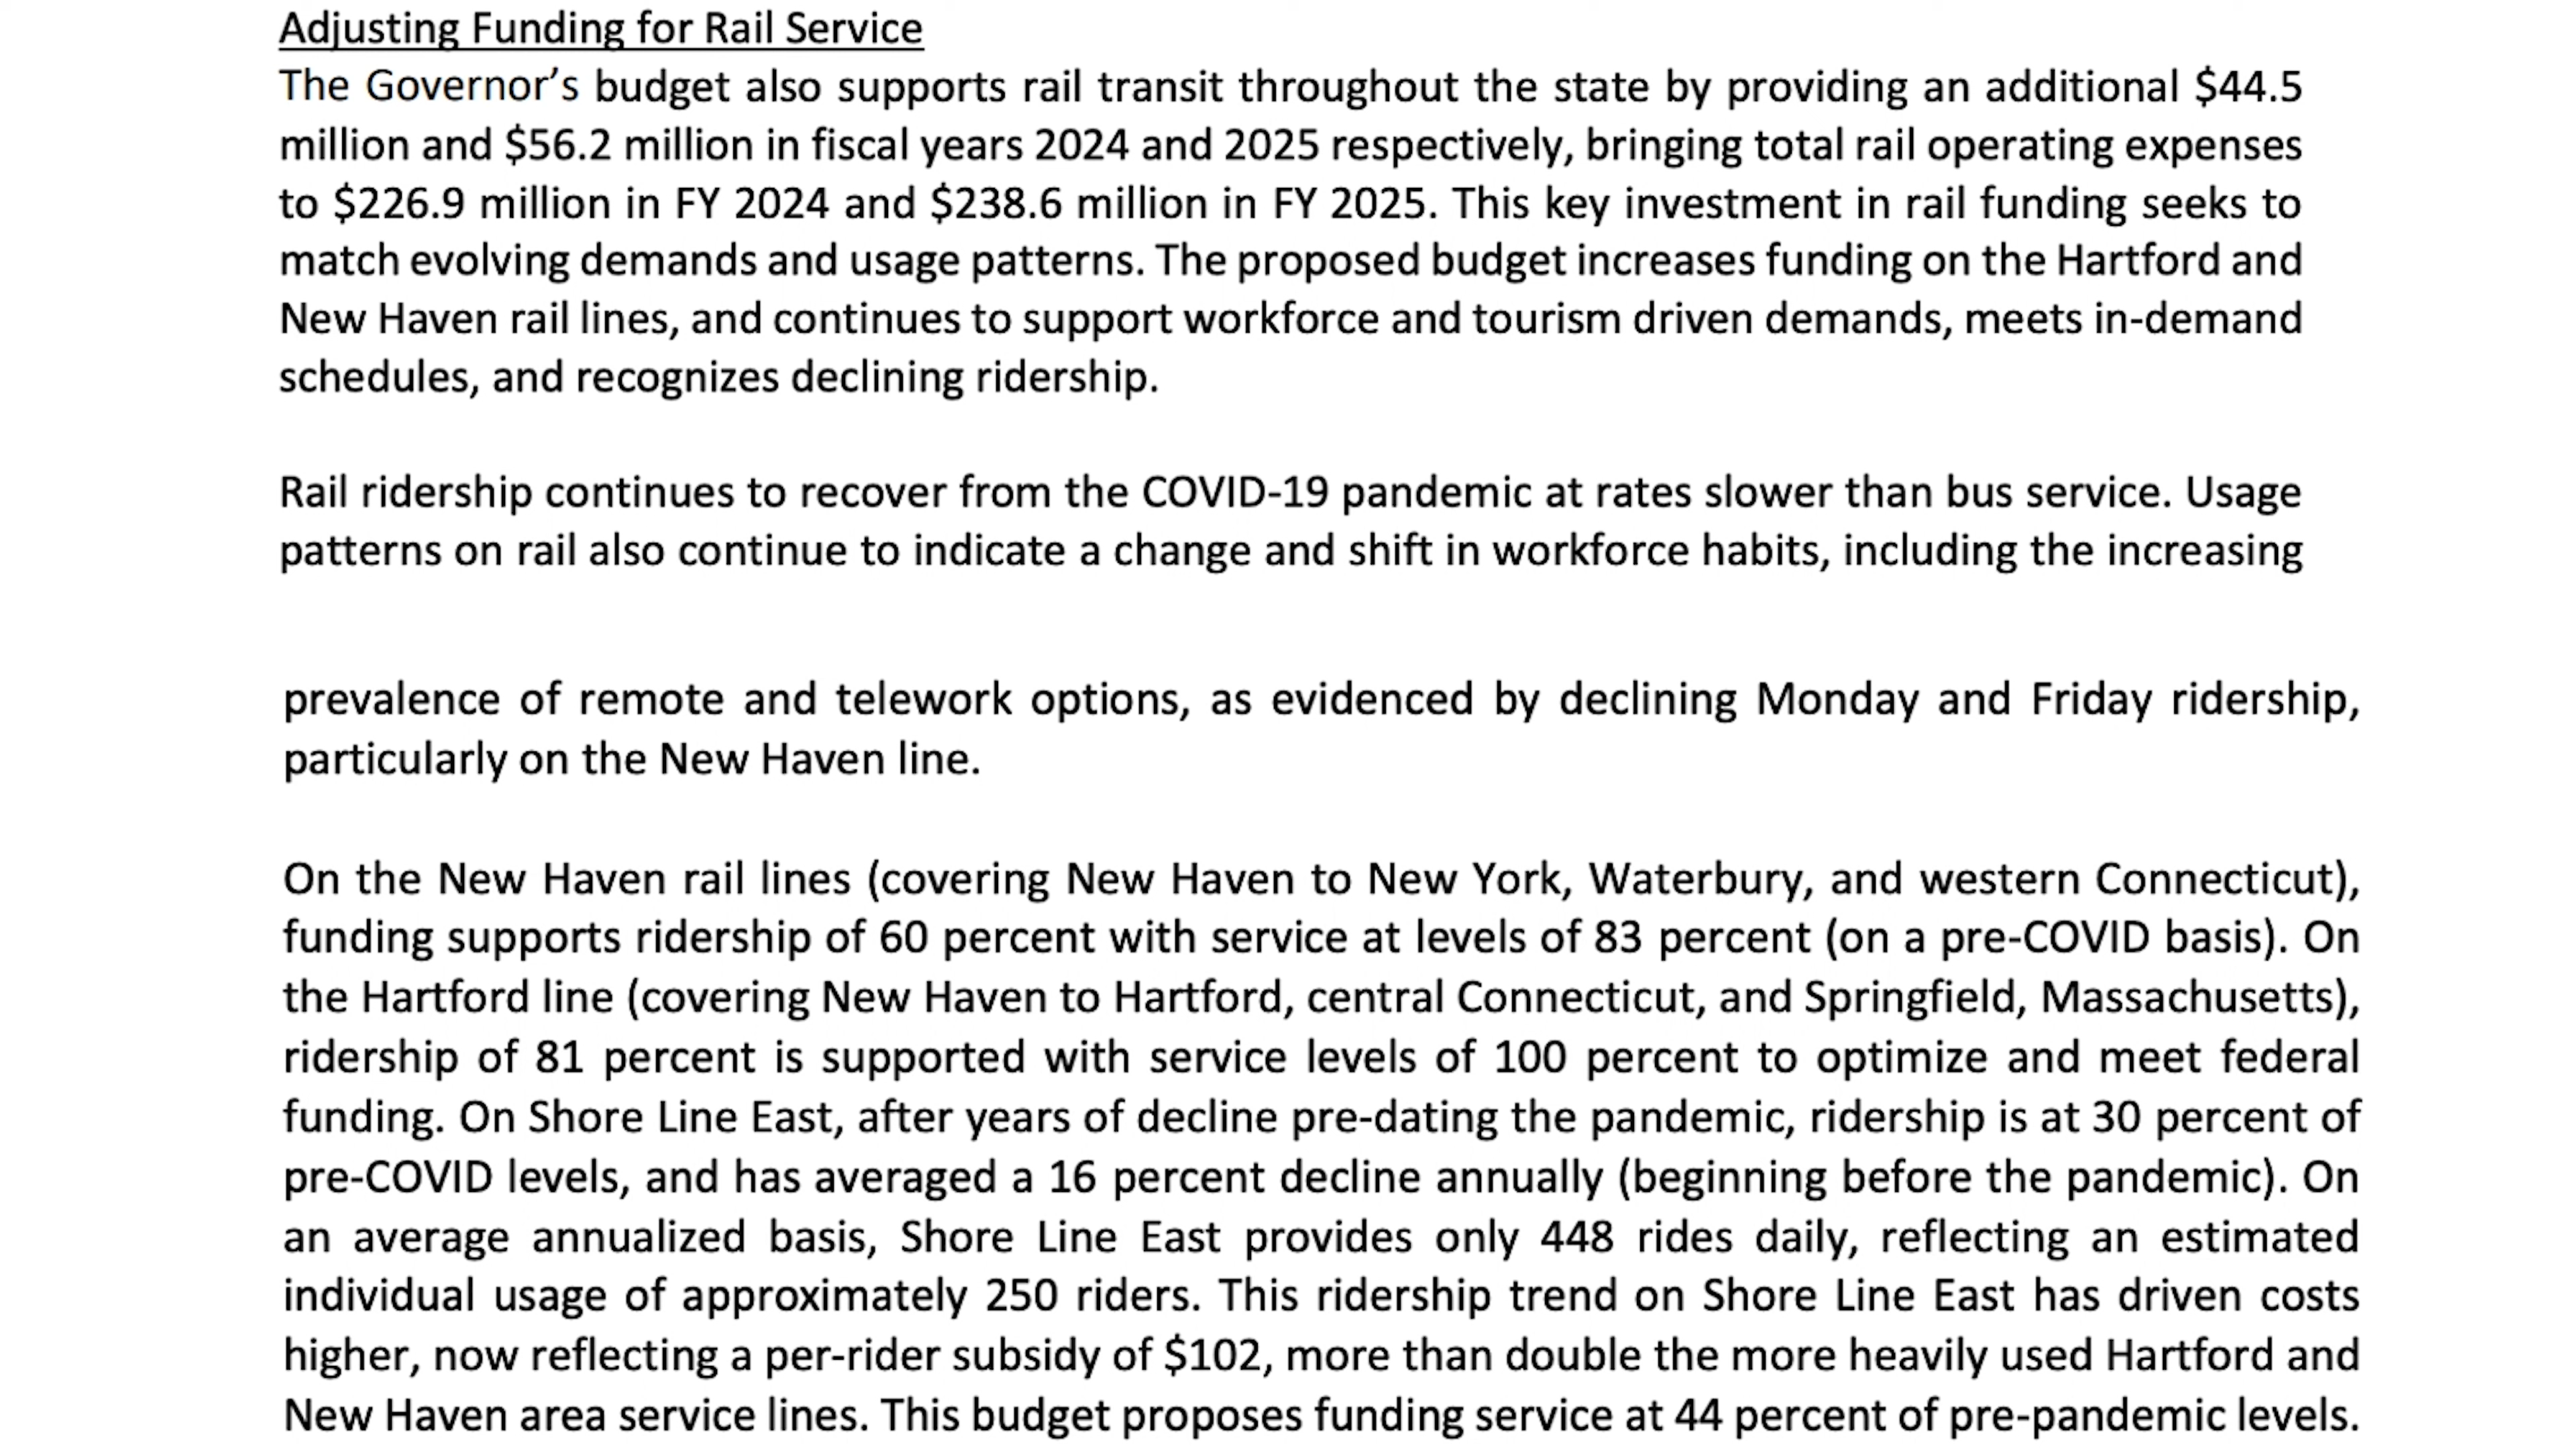 Adjusting Funding for Rail Service
The Governor’s budget also supports rail transit throughout the state by providing an additional $44.5
million and $56.2 million in fiscal years 2024 and 2025 respectively, bringing total rail operating expenses
to $226.9 million in FY 2024 and $238.6 million in FY 2025. This key investment in rail funding seeks to
match evolving demands and usage patterns. The proposed budget increases funding on the Hartford and
New Haven rail lines, and continues to support workforce and tourism driven demands, meets in-demand
schedules, and recognizes declining ridership.
Rail ridership continues to recover from the COVID-19 pandemic at rates slower than bus service. Usage
patterns on rail also continue to indicate a change and shift in workforce habits, including the increasing
prevalence of remote and telework options, as evidenced by declining Monday and Friday ridership,
particularly on the New Haven line.
On the New Haven rail lines (covering New Haven to New York, Waterbury, and western Connecticut),
funding supports ridership of 60 percent with service at levels of 83 percent (on a pre-COVID basis). On
the Hartford line (covering New Haven to Hartford, central Connecticut, and Springfield, Massachusetts),
ridership of 81 percent is supported with service levels of 100 percent to optimize and meet federal
funding. On Shore Line East, after years of decline pre-dating the pandemic, ridership is at 30 percent of
pre-COVID levels, and has averaged a 16 percent decline annually (beginning before the pandemic). On
an average annualized basis, Shore Line East provides only 448 rides daily, reflecting an estimated
individual usage of approximately 250 riders. This ridership trend on Shore Line East has driven costs
higher, now reflecting a per-rider subsidy of $102, more than double the more heavily used Hartford and
New Haven area service lines. This budget proposes funding service at 44 percent of pre-pandemic levels.